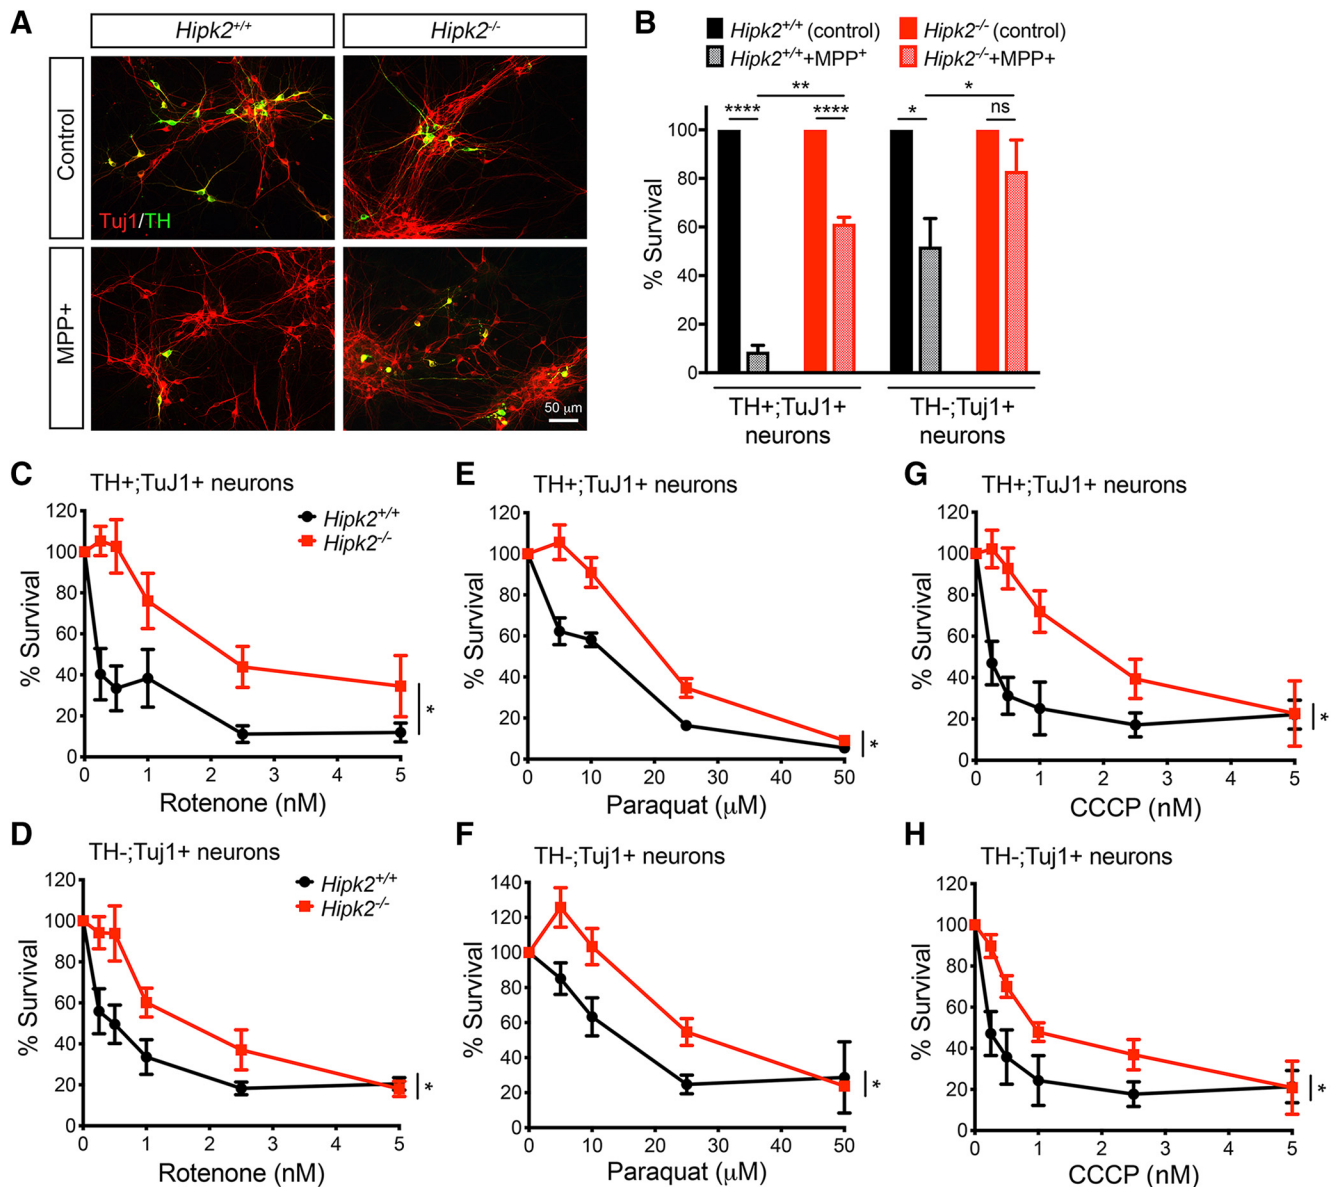 A
Hipk2+/+
Hipk2-/-
Control
MPP+
Tuj1/TH
50 µm
B
Hipk2+/+ (control)
Hipk2-/- (control)
Hipk2+/++MPP+
Hipk2-/-+MPP+
**
*
****
****
*
ns
% Survival
100
80
60
40
20
0
TH+;TuJ1+
neurons
TH-;Tuj1+
neurons
C
TH+;TuJ1+ neurons
Hipk2+/+
Hipk2-/-
% Survival
120
100
80
60
40
20
0
*
0 1 2 3 4 5
Rotenone (nM)
E
TH+;TuJ1+ neurons
% Survival
120
100
80
60
40
20
0
*
0 10 20 30 40 50
Paraquat (µM)
G
TH+;TuJ1+ neurons
% Survival
120
100
80
60
40
20
0
*
0 1 2 3 4 5
CCCP (nM)
D
TH-;Tuj1+ neurons
Hipk2+/+
Hipk2-/-
% Survival
120
100
80
60
40
20
0
*
0 1 2 3 4 5
Rotenone (nM)
F
TH-;Tuj1+ neurons
% Survival
140
120
100
80
60
40
20
0
*
0 10 20 30 40 50
Paraquat (µM)
H
TH-;Tuj1+ neurons
% Survival
120
100
80
60
40
20
0
*
0 1 2 3 4 5
CCCP (nM)